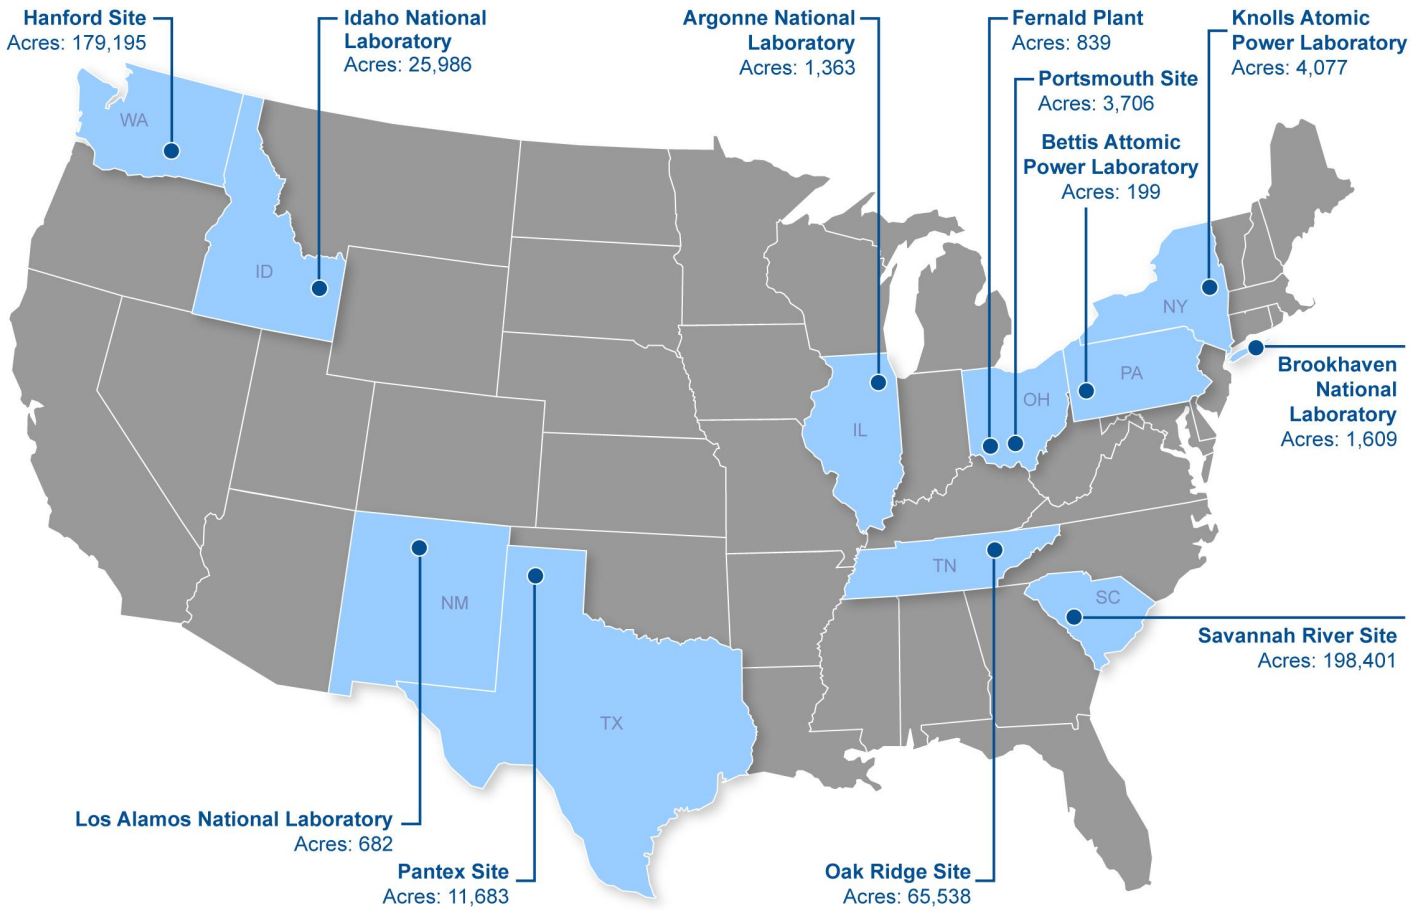 Hanford Site
Acres: 179,195
Idaho National
Laboratory
Acres: 25,986
Argonne National
Laboratory
Acres: 1,363
Fernald Plant
Acres: 839
Portsmouth Site
Acres: 3,706
Bettis Attomic
Power Laboratory
Acres: 199
Knolls Atomic
Power Laboratory
Acres: 4,077
WA
ID
NY
PA
OH
IL
Brookhaven
National
Laboratory
Acres: 1,609
TN
SC
NM
TX
Savannah River Site
Acres: 198,401
Los Alamos National Laboratory
Acres: 682
Pantex Site
Acres: 11,683
Oak Ridge Site
Acres: 65,538